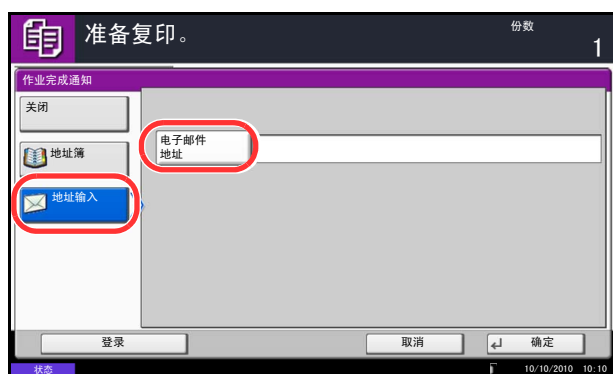 准备复印。
份数
1
作业完成通知
关闭
地址簿
地址输入
电子邮件
地址
登录
取消
确定
状态
10/10/2010 10:10